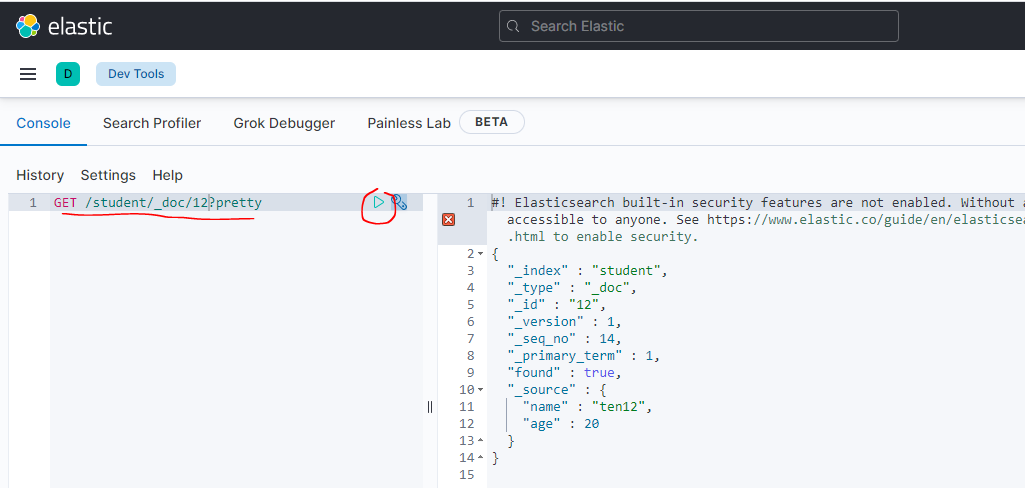 elastic
Search Elastic
D
Dev Tools
Console
Search Profiler
Grok Debugger
Painless Lab
BETA
History
Settings
Help
1 GET /student/_doc/12?pretty
1 #! Elasticsearch built-in security features are not enabled. Without
accessible to anyone. See https://www.elastic.co/guide/en/elasticsea
.html to enable security.
2 {
3 "_index" : "student",
4 "_type" : "_doc",
5 "_id" : "12",
6 "_version" : 1,
7 "_seq_no" : 14,
8 "_primary_term" : 1,
9 "found" : true,
10 "_source" : {
11 "name" : "ten12",
12 "age" : 20
13 }
14 }
15